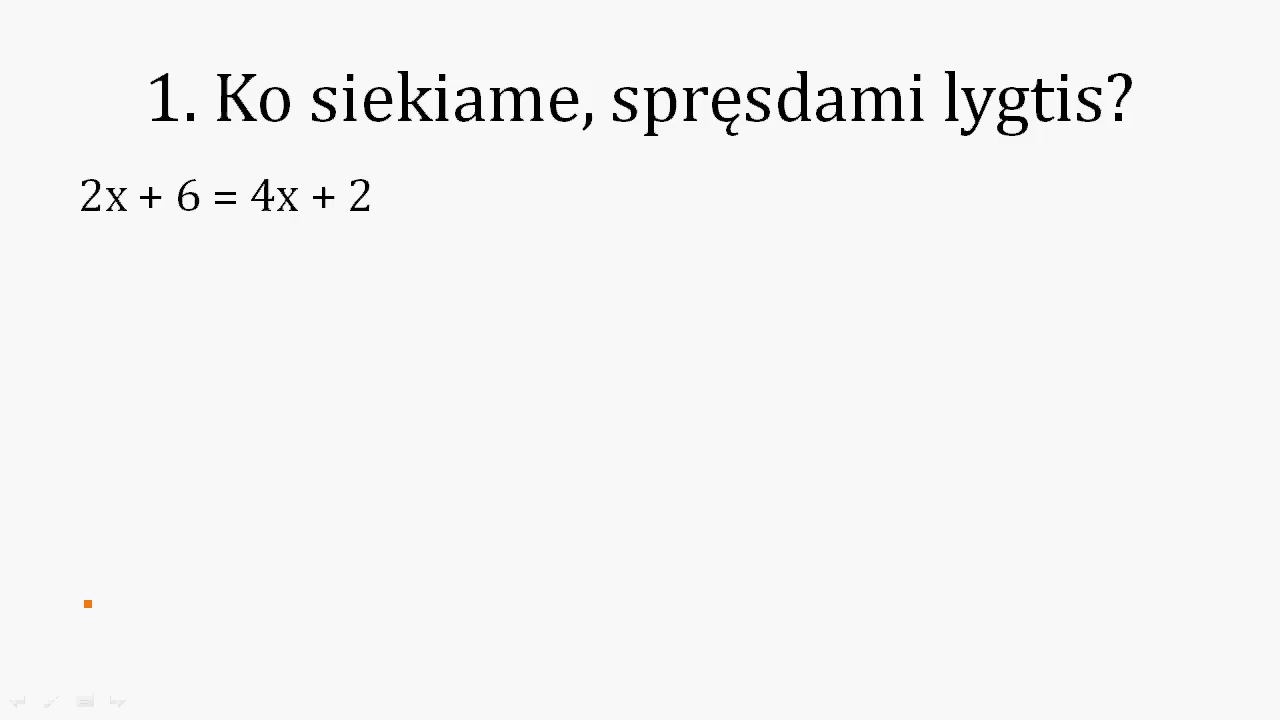 1. Ko siekiame, spręsdami lygtis?
2x + 6 = 4x + 2